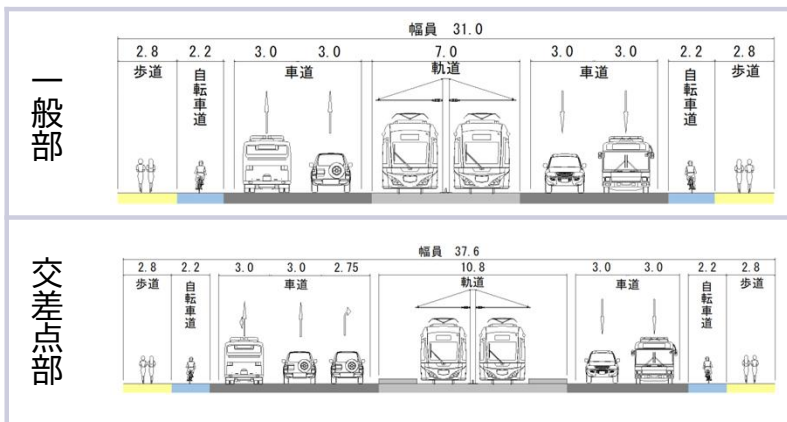 一般部
幅員 31.0
2.8 2.2 3.0 3.0 7.0 3.0 3.0 2.2 2.8
歩道 自転車道 車道 軌道 車道 自転車道 歩道
交差点部
幅員 37.6
2.8 2.2 3.0 3.0 2.75 10.8 3.0 3.0 2.2 2.8
歩道 自転車道 車道 軌道 車道 自転車道 歩道